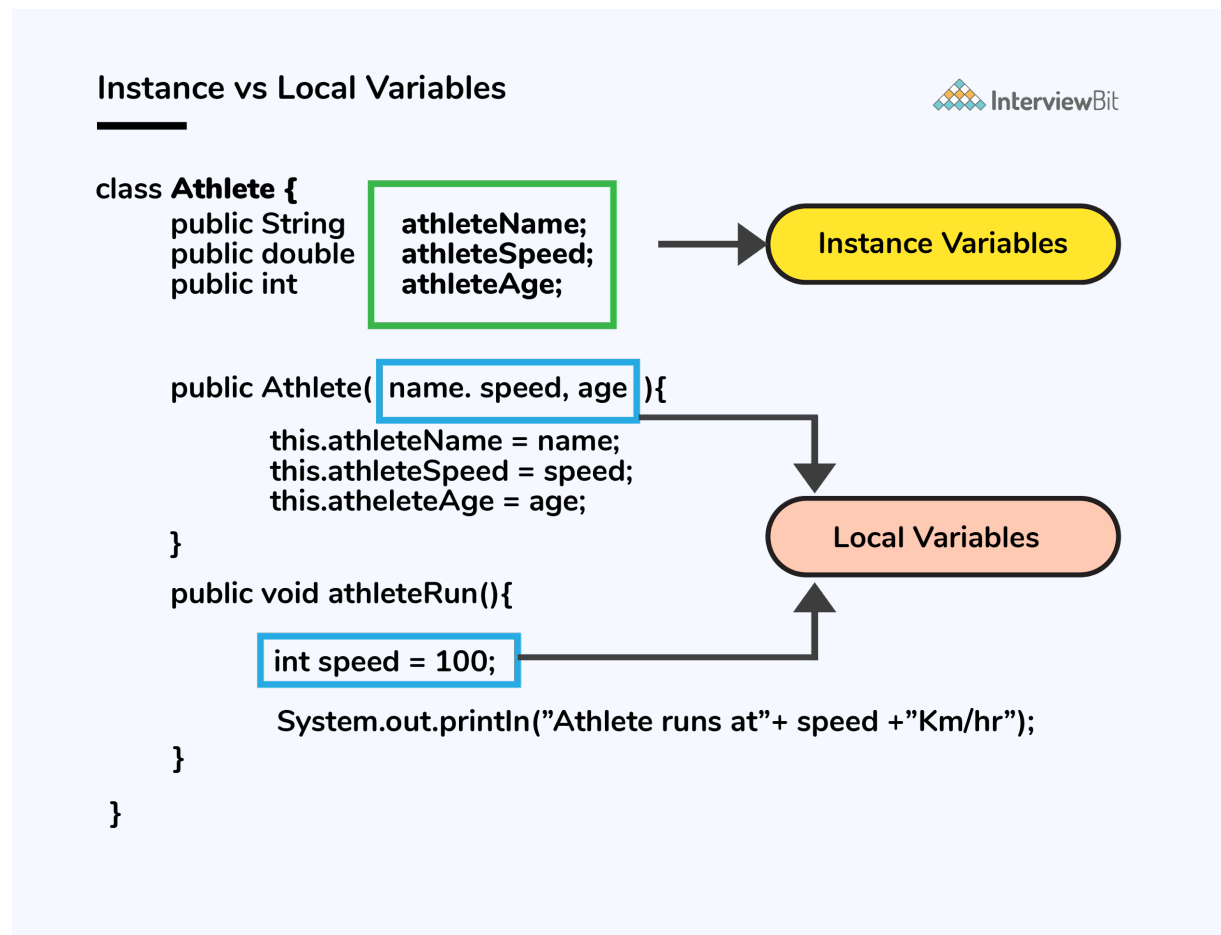 Instance vs Local Variables
InterviewBit
class Athlete {
public String athleteName;
public double athleteSpeed;
public int athleteAge;
Instance Variables
public Athlete( name. speed, age ){
this.athleteName = name;
this.athleteSpeed = speed;
this.atheleteAge = age;
}
Local Variables
public void athleteRun(){
int speed = 100;
System.out.println(”Athlete runs at”+ speed +”Km/hr”);
}
}